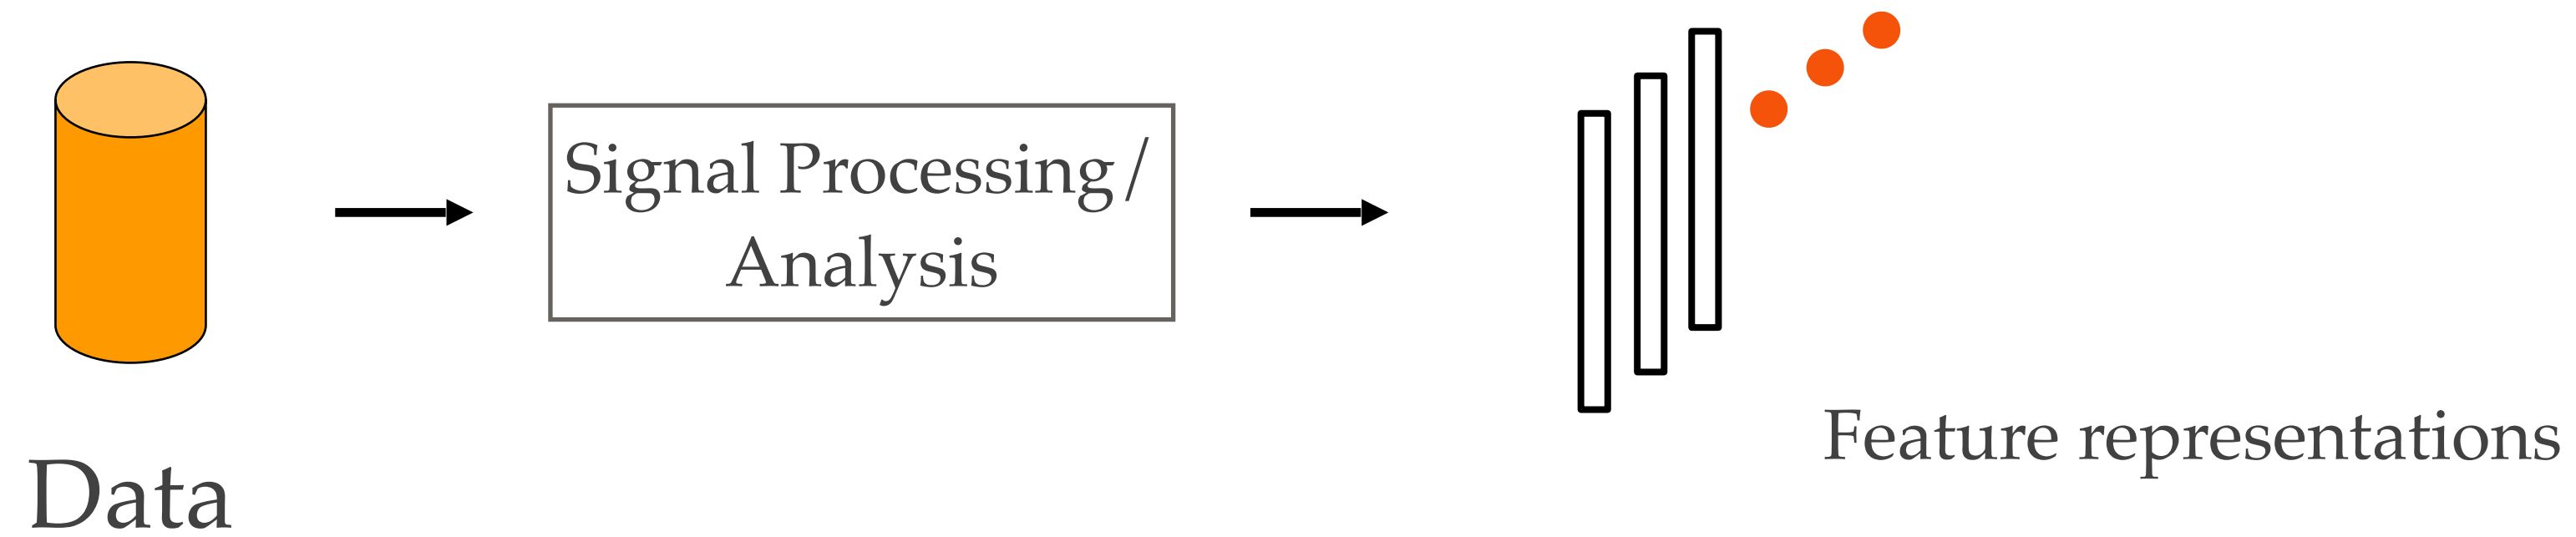 Signal Processing/
Analysis
Feature representations
Data